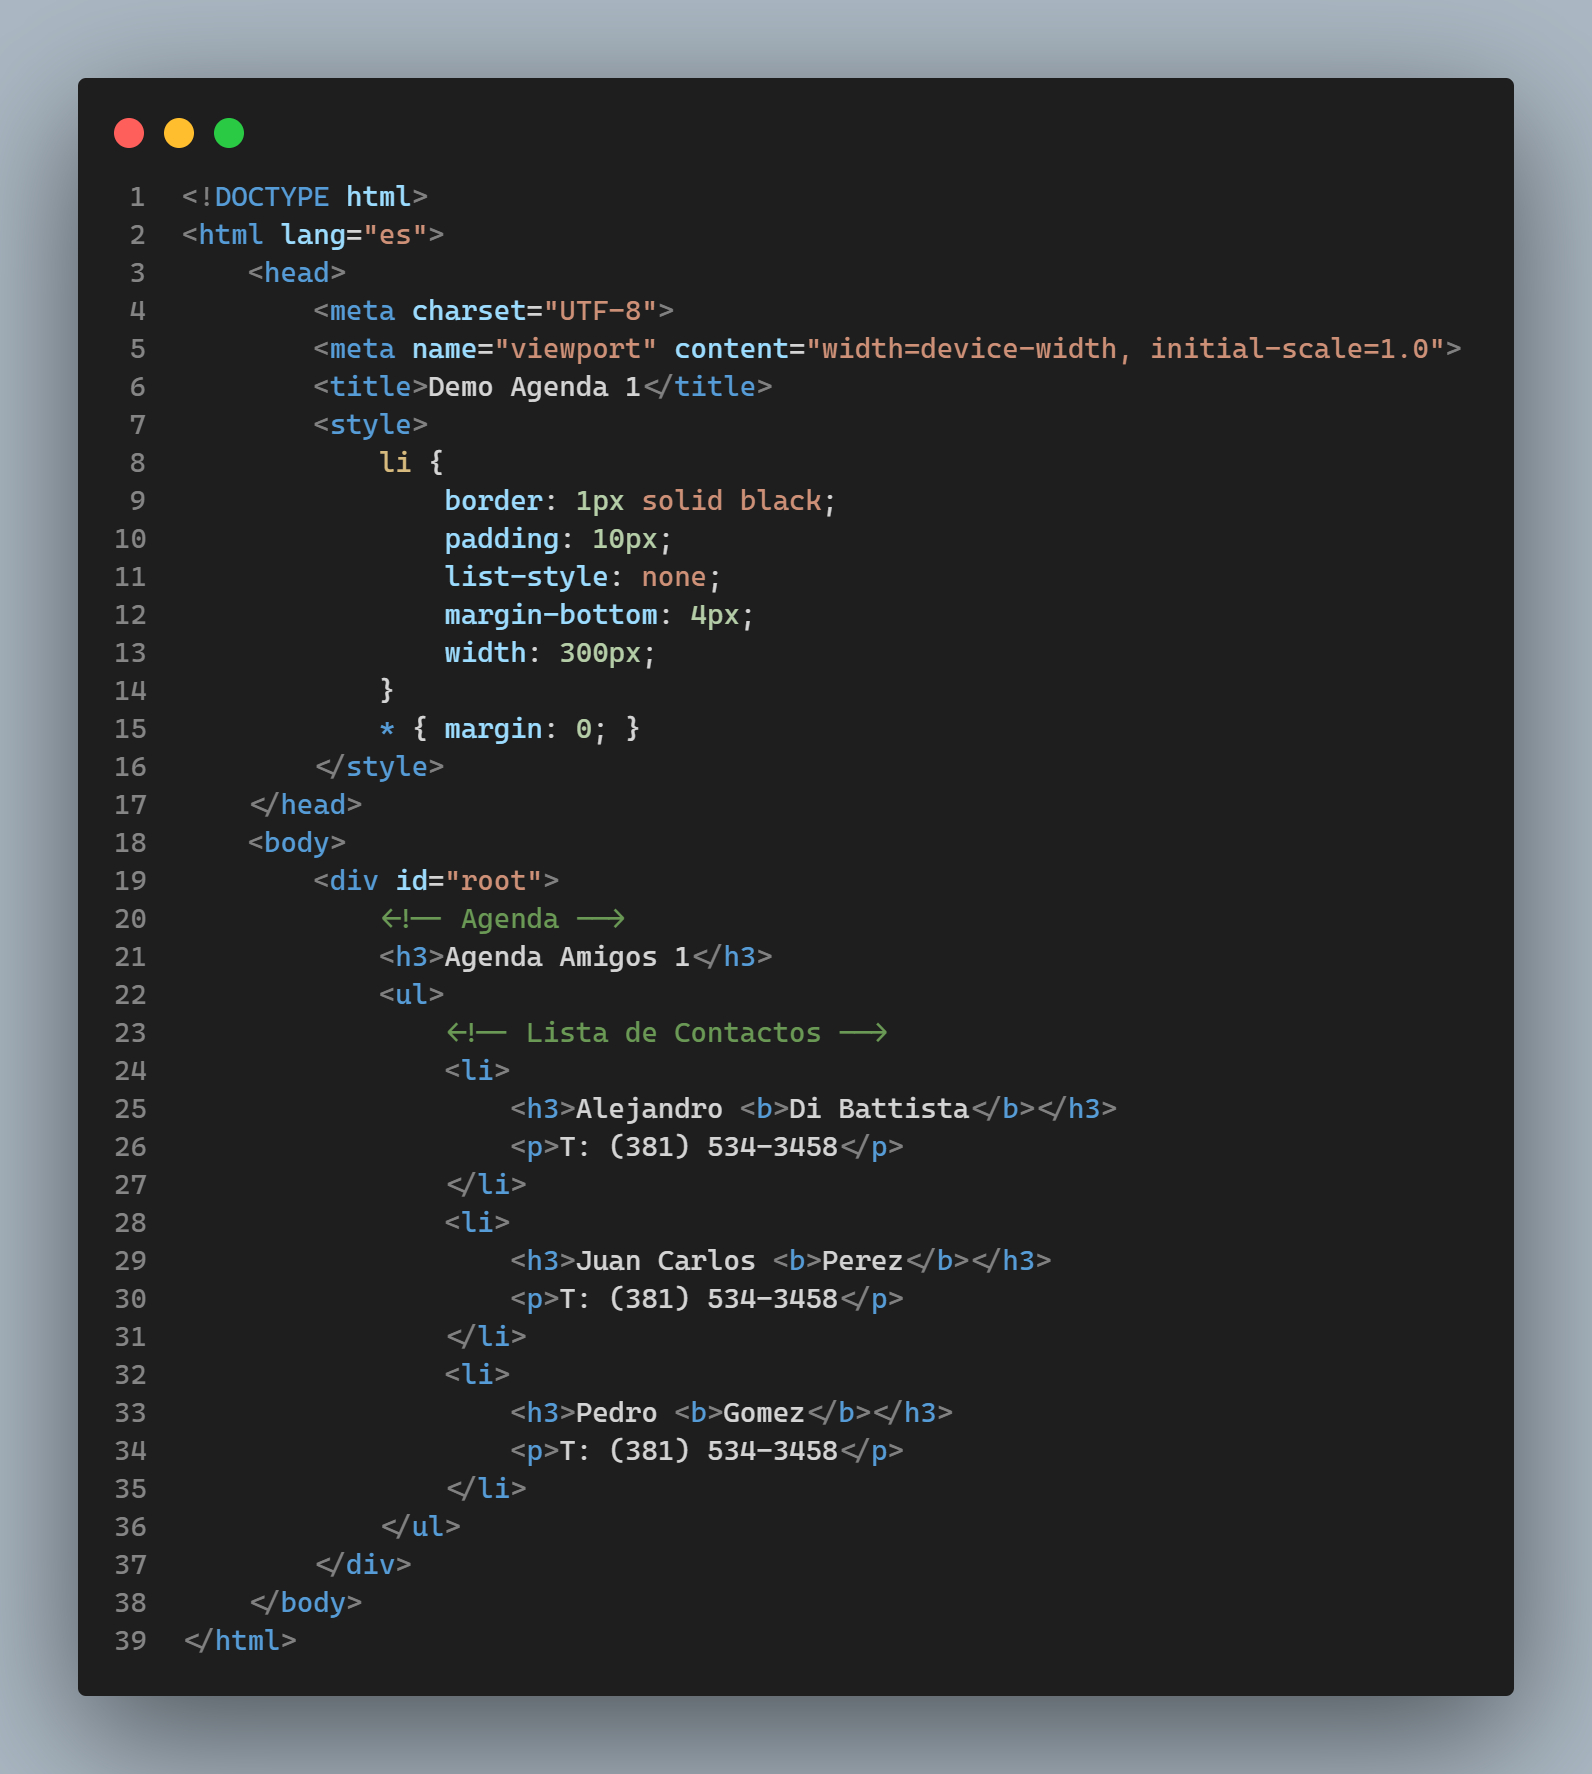 1 <!DOCTYPE html>
2 <html lang="es">
3     <head>
4         <meta charset="UTF-8">
5         <meta name="viewport" content="width=device-width, initial-scale=1.0">
6         <title>Demo Agenda 1</title>
7         <style>
8             li {
9                 border: 1px solid black;
10                 padding: 10px;
11                 list-style: none;
12                 margin-bottom: 4px;
13                 width: 300px;
14             }
15             * { margin: 0; }
16         </style>
17     </head>
18     <body>
19         <div id="root">
20             <!-- Agenda -->
21             <h3>Agenda Amigos 1</h3>
22             <ul>
23                 <!-- Lista de Contactos -->
24                 <li>
25                     <h3>Alejandro <b>Di Battista</b></h3>
26                     <p>T: (381) 534-3458</p>
27                 </li>
28                 <li>
29                     <h3>Juan Carlos <b>Perez</b></h3>
30                     <p>T: (381) 534-3458</p>
31                 </li>
32                 <li>
33                     <h3>Pedro <b>Gomez</b></h3>
34                     <p>T: (381) 534-3458</p>
35                 </li>
36             </ul>
37         </div>
38     </body>
39 </html>